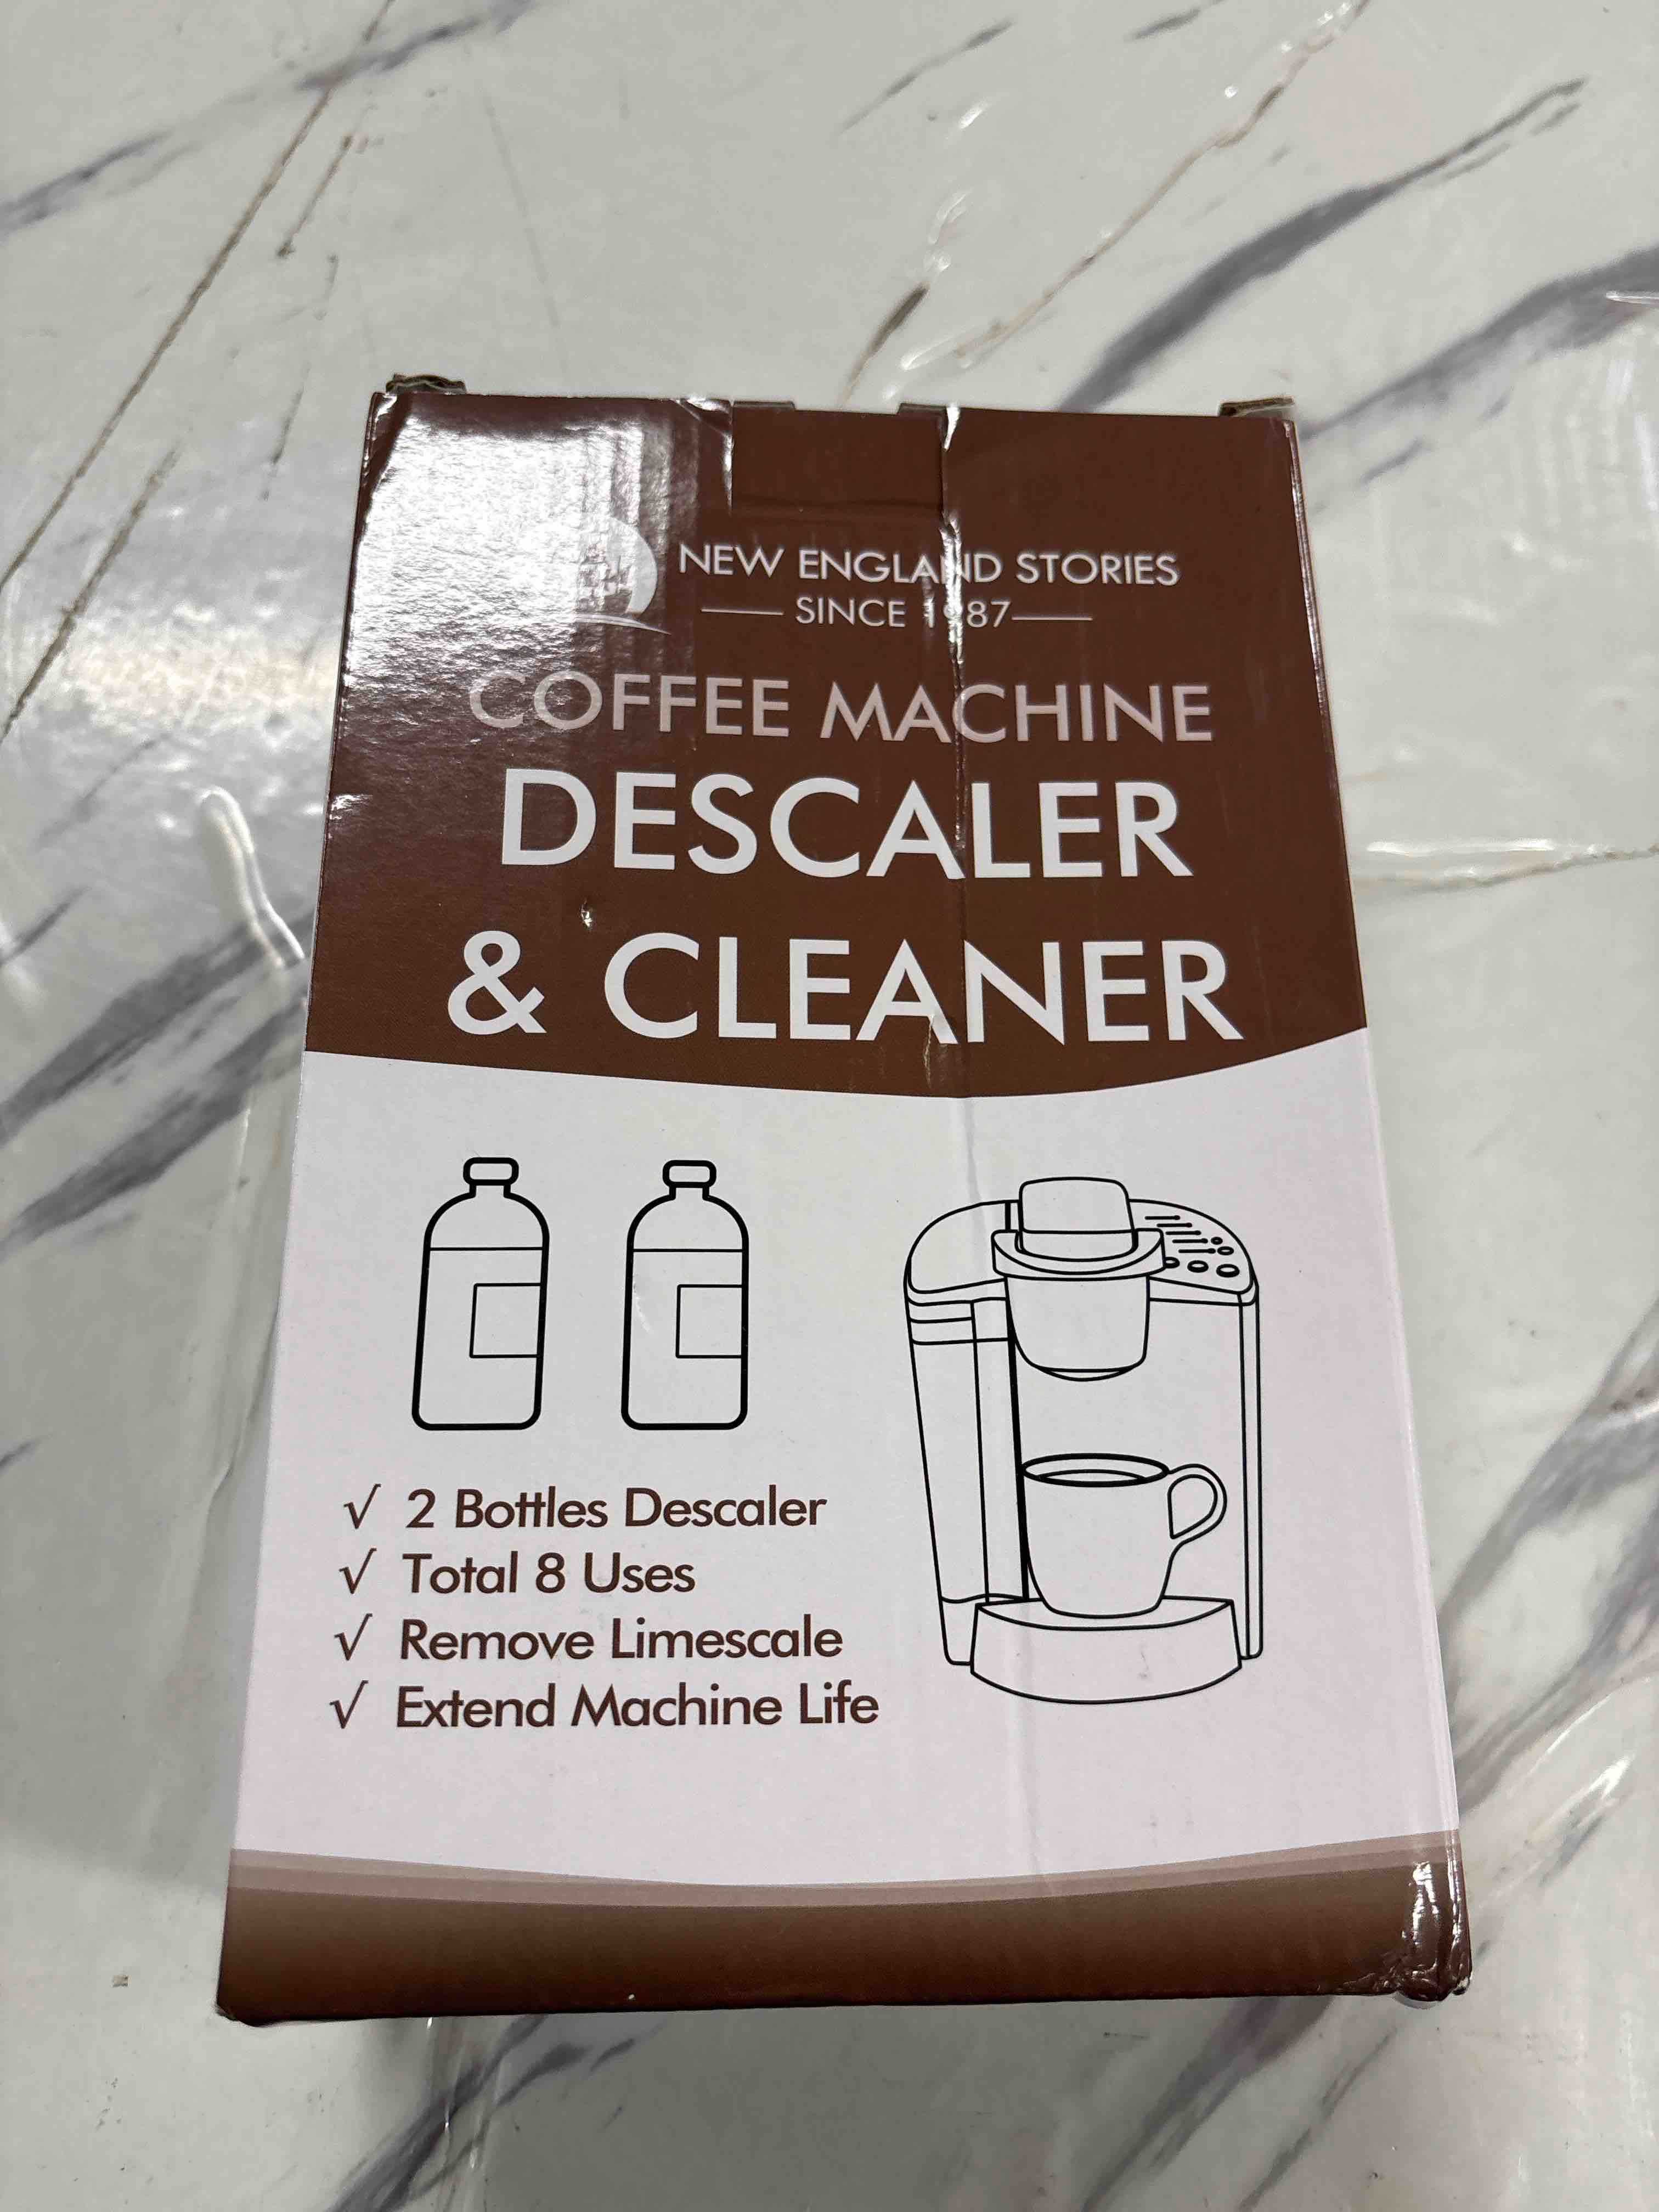 NEW ENGLAND STORIES
SINCE 1987
COFFEE MACHINE
DESCALER
& CLEANER
√ 2 Bottles Descaler
√ Total 8 Uses
√ Remove Limescale
√ Extend Machine Life